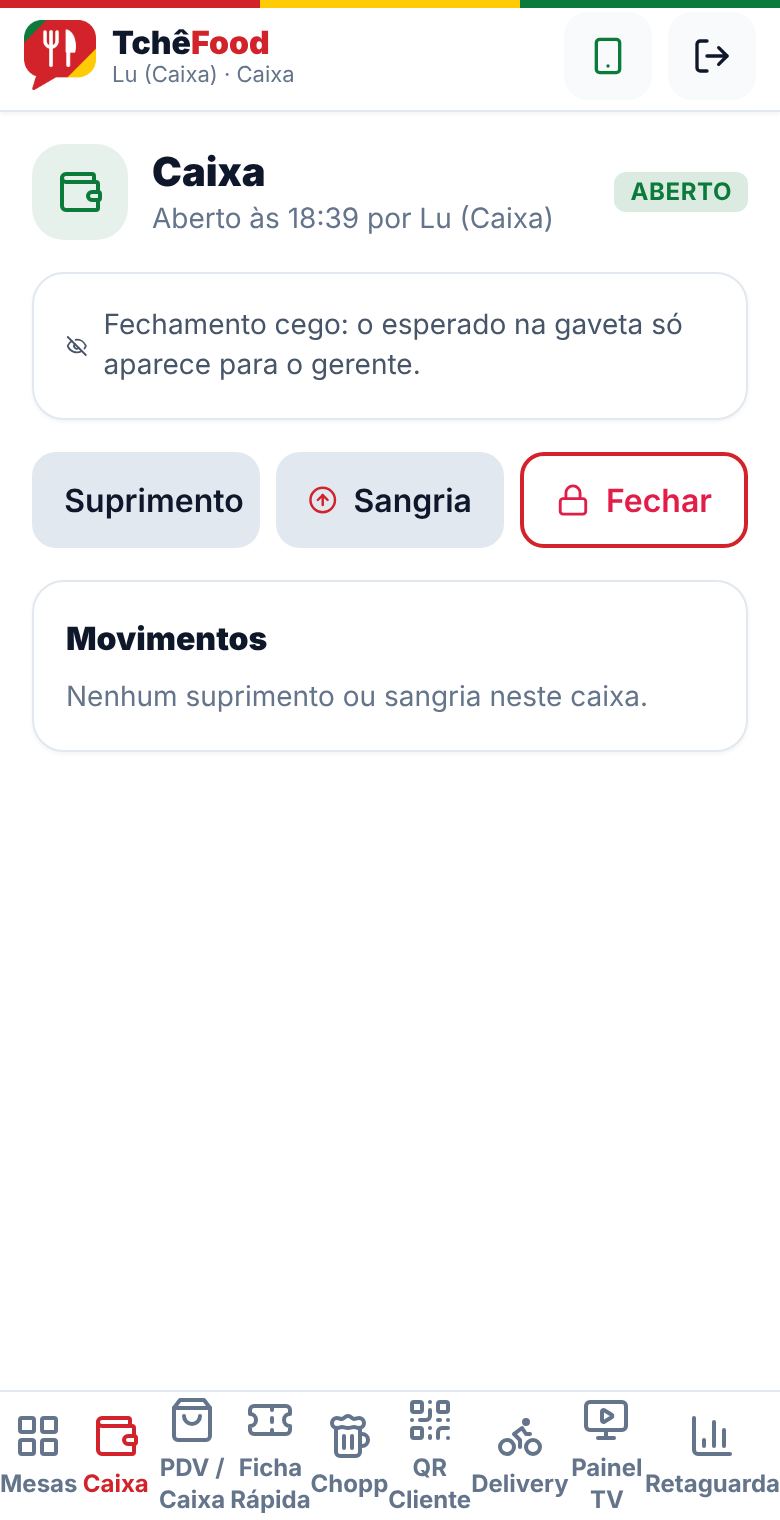 TchêFood
Lu (Caixa) · Caixa
Caixa
Aberto às 18:39 por Lu (Caixa)
ABERTO
Fechamento cego: o esperado na gaveta só
aparece para o gerente.
Suprimento
Sangria
Fechar
Movimentos
Nenhum suprimento ou sangria neste caixa.
Mesas
Caixa
PDV /
Caixa
Ficha
Rápida
Chopp
QR
Cliente
Delivery
Painel
TV
Retaguarda